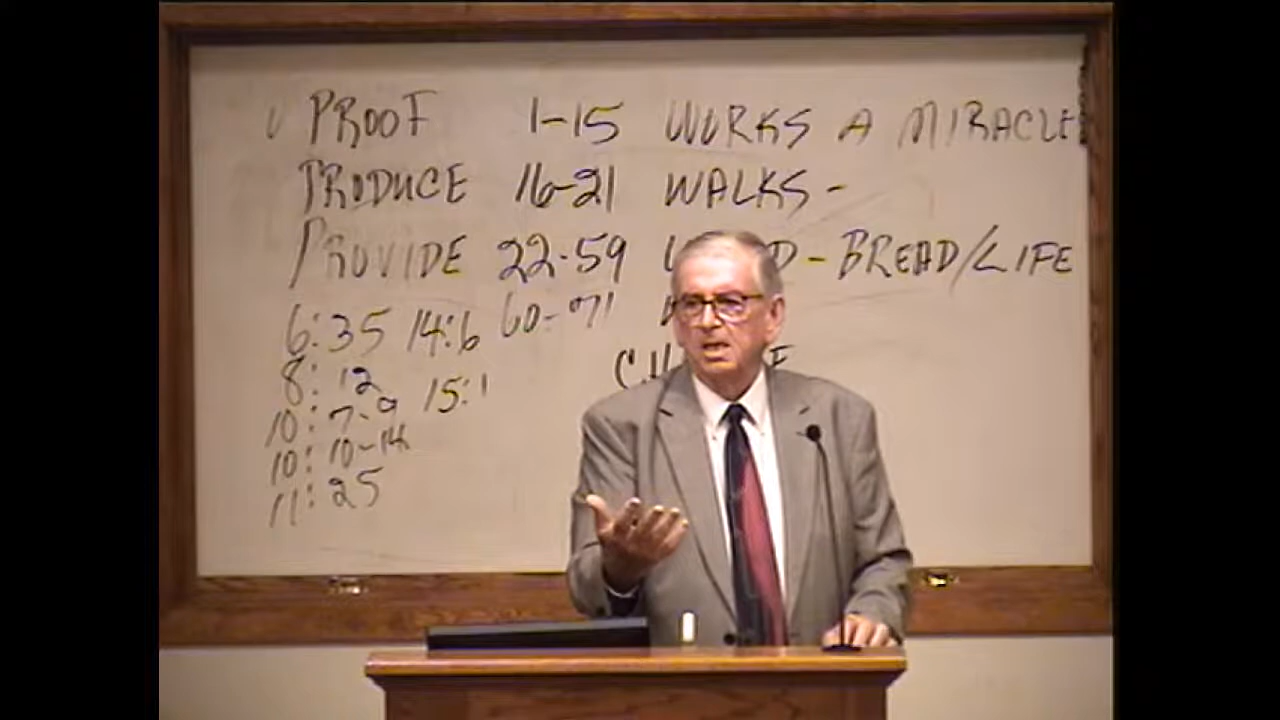 PROOF 1-15 WORKS A MIRACLE
PRODUCE 16-21 WALKS -
PROVIDE 22-59 - BREAD/LIFE
6:35 14:6 60-71
8:12 15:1
10:7-9
10:10-14
11:25